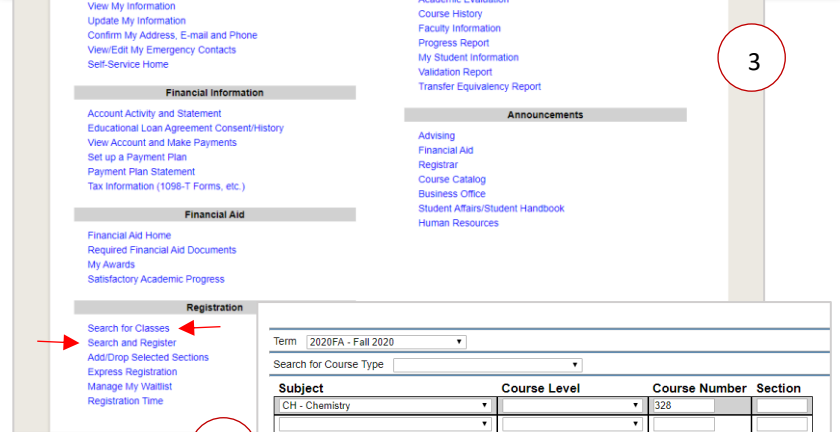 View My Information
Update My Information
Confirm My Address, E-mail and Phone
View/Edit My Emergency Contacts
Self-Service Home
Financial Information
Account Activity and Statement
Educational Loan Agreement Consent/History
View Account and Make Payments
Set up a Payment Plan
Payment Plan Statement
Tax Information (1098-T Forms, etc.)
Financial Aid
Financial Aid Home
Required Financial Aid Documents
My Awards
Satisfactory Academic Progress
Registration
Search for Classes
Search and Register
Add/Drop Selected Sections
Express Registration
Manage My Waitlist
Registration Time
Academic Evaluation
Course History
Faculty Information
Progress Report
My Student Information
Validation Report
Transfer Equivalency Report
Announcements
Advising
Financial Aid
Registrar
Course Catalog
Business Office
Student Affairs/Student Handbook
Human Resources
3
Term 2020FA - Fall 2020
Search for Course Type
Subject Course Level Course Number Section
CH - Chemistry 328